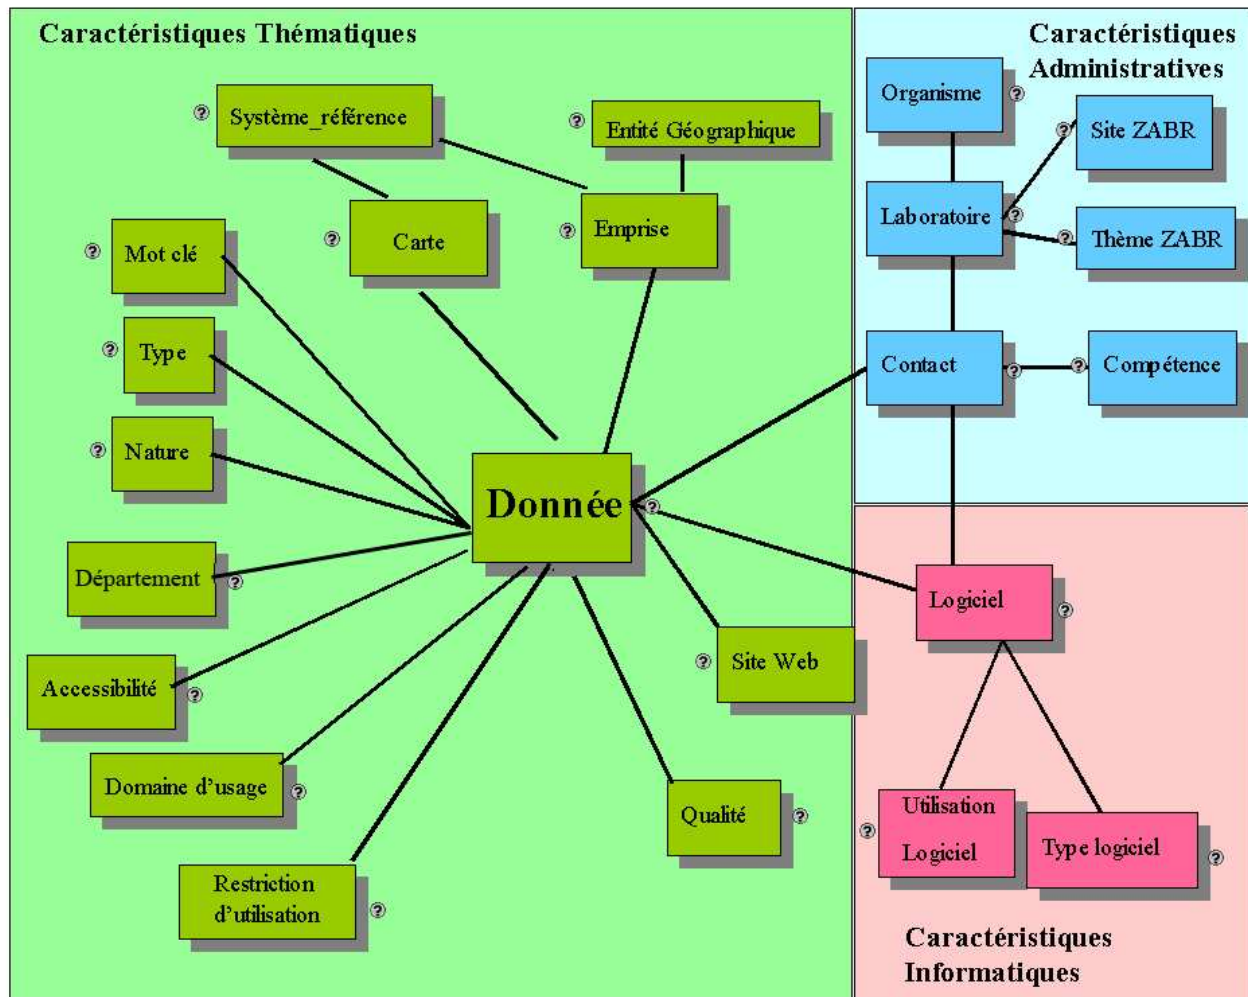 Caractéristiques Thématiques
Caractéristiques
Administratives
Système_référence
Entité Géographique
Organisme
Site ZABR
Mot clé
Carte
Emprise
Laboratoire
Thème ZABR
Type
Contact
Compétence
Nature
Donnée
Département
Logiciel
Accessibilité
Site Web
Domaine d'usage
Qualité
Utilisation
Logiciel
Type logiciel
Restriction
d'utilisation
Caractéristiques
Informatiques